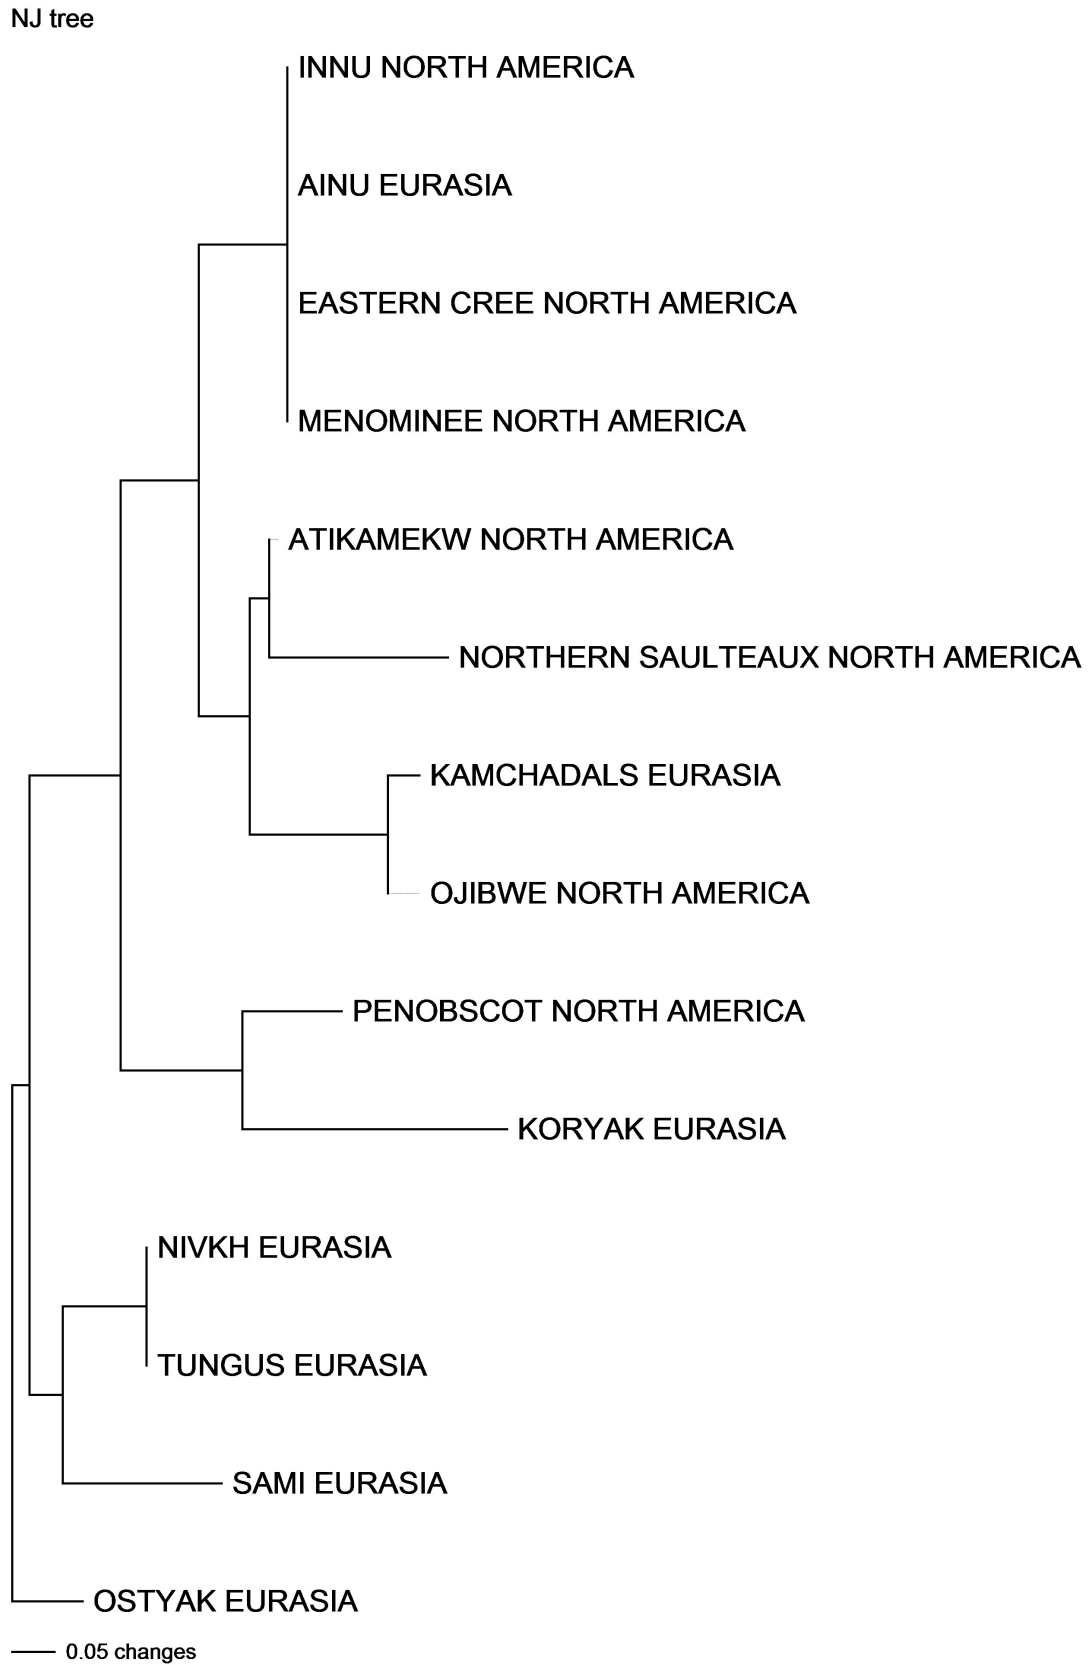 NJ tree
INNU NORTH AMERICA
AINU EURASIA
EASTERN CREE NORTH AMERICA
MENOMINEE NORTH AMERICA
ATIKAMEKW NORTH AMERICA
NORTHERN SAULTEAUX NORTH AMERICA
KAMCHADALS EURASIA
OJIBWE NORTH AMERICA
PENOBSCOT NORTH AMERICA
KORYAK EURASIA
NIVKH EURASIA
TUNGUS EURASIA
SAMI EURASIA
OSTYAK EURASIA
0.05 changes